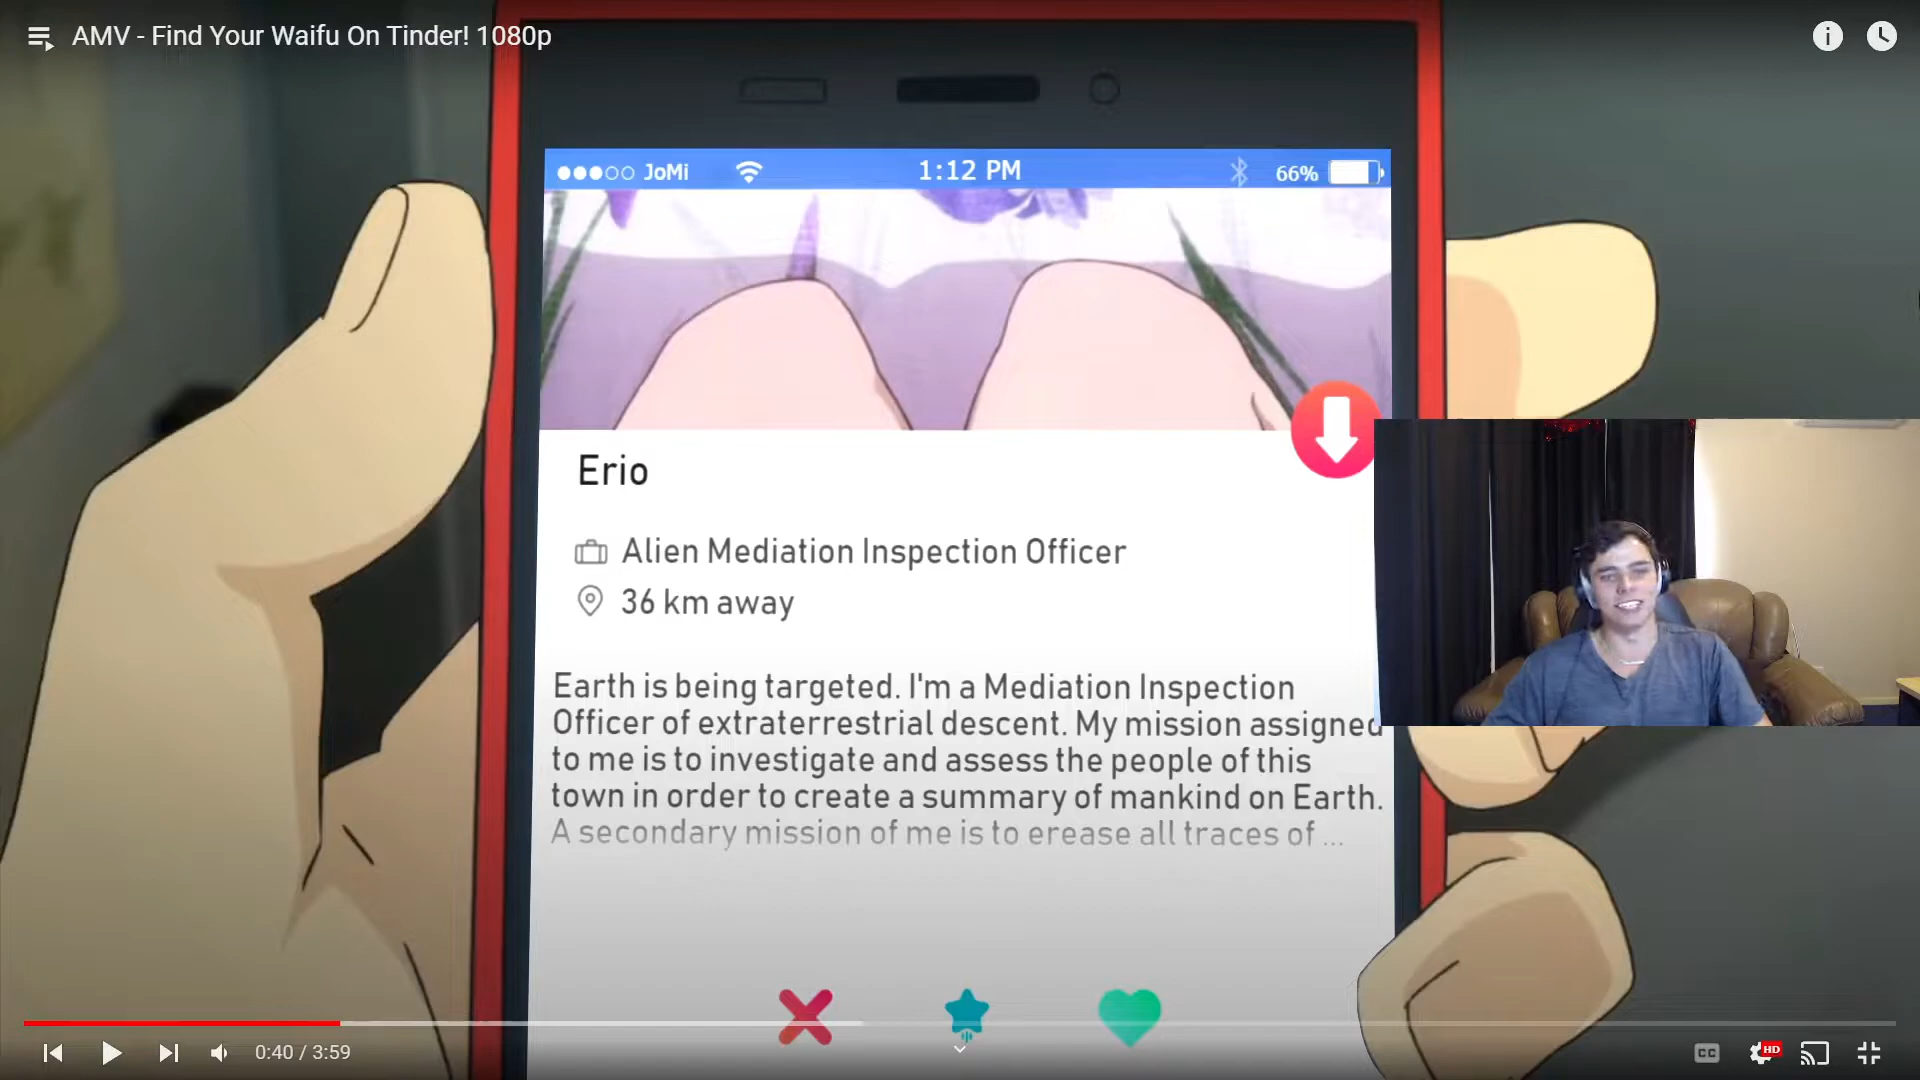 AMV - Find Your Waifu On Tinder! 1080p
JoMi
1:12 PM
66%
Erio
Alien Mediation Inspection Officer
36 km away
Earth is being targeted. I'm a Mediation Inspection
Officer of extraterrestrial descent. My mission assigned
to me is to investigate and assess the people of this
town in order to create a summary of mankind on Earth.
A secondary mission of me is to erease all traces of ...
0:40 / 3:59
CC
HD